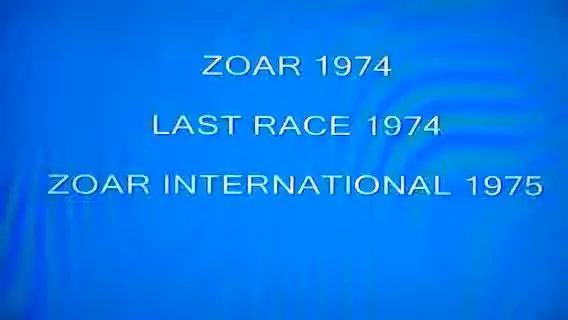 ZOAR 1974
LAST RACE 1974
ZOAR INTERNATIONAL 1975